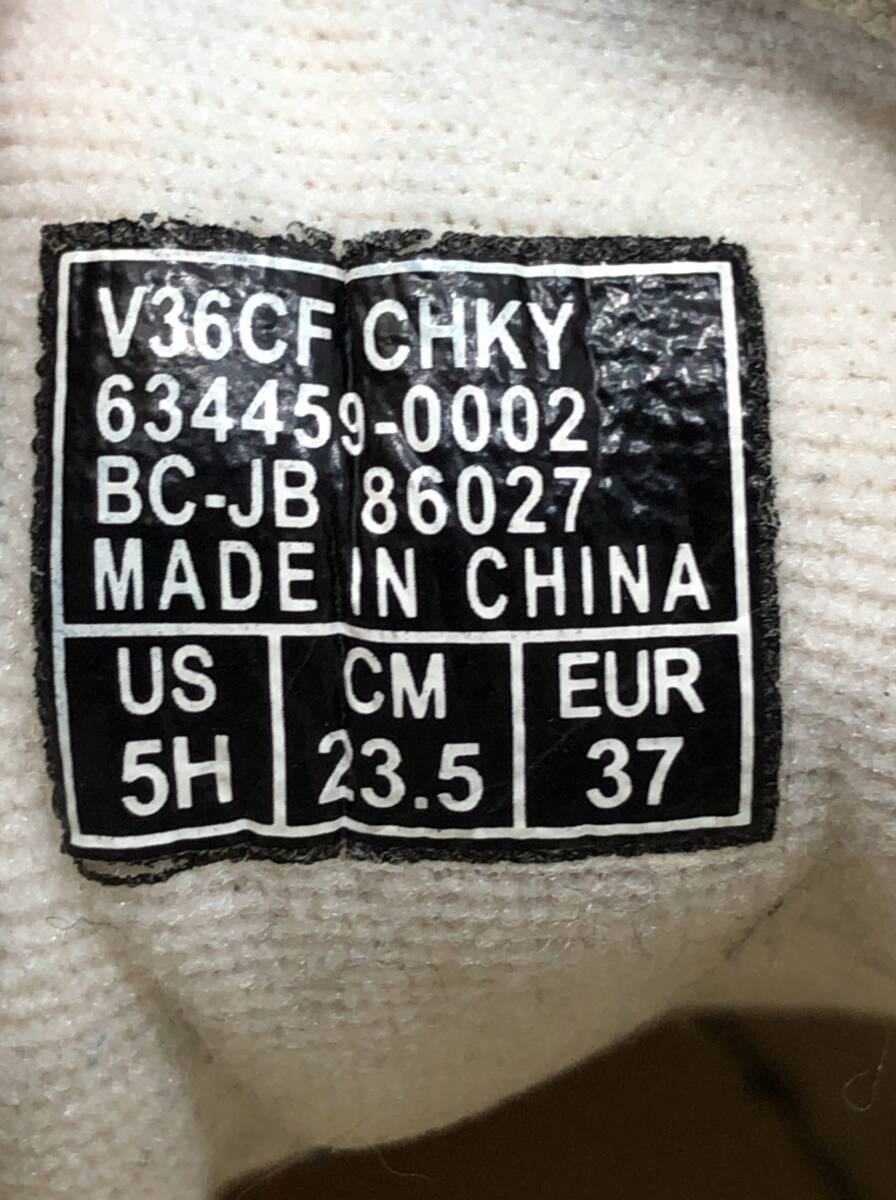 V36CF CHKY
634459-0002
BC-JB 86027
MADE IN CHINA
US CM EUR
5H 23.5 37